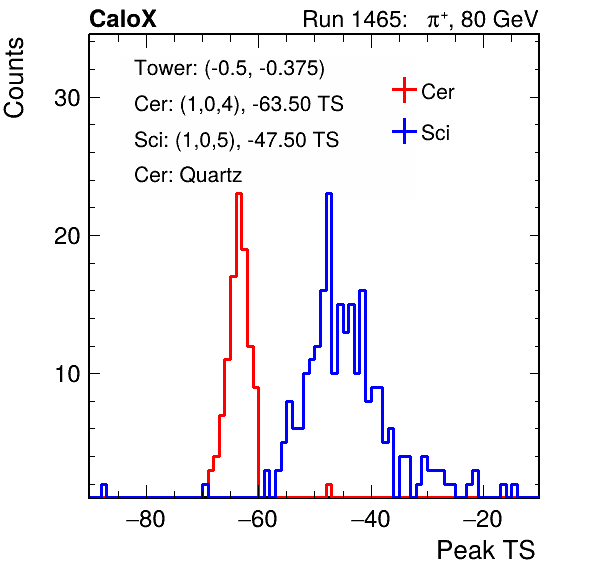 CaloX Run 1465: π⁺, 80 GeV
Counts
Tower: (-0.5, -0.375)
Cer: (1,0,4), -63.50 TS
Sci: (1,0,5), -47.50 TS
Cer: Quartz
Cer
Sci
30
20
10
−80 −60 −40 −20
Peak TS